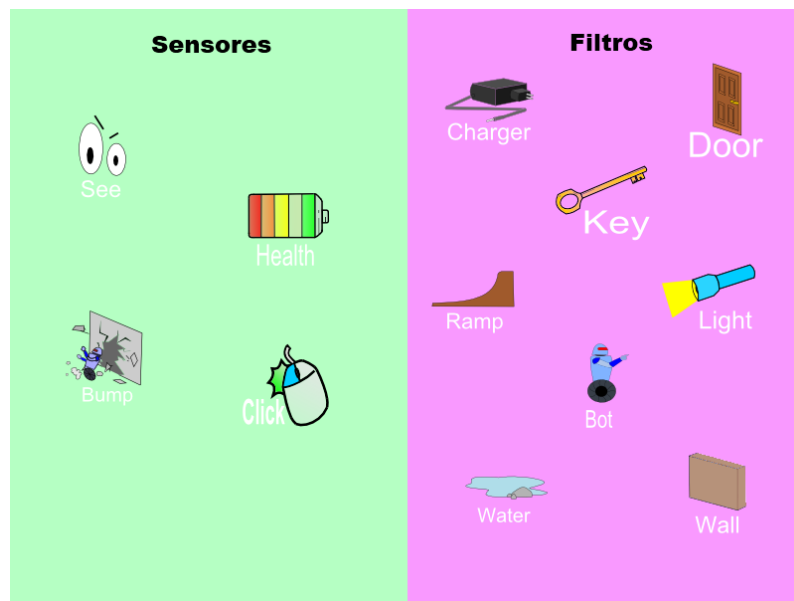 Sensores
See
Health
Bump
Click
Filtros
Charger
Door
Key
Ramp
Light
Bot
Water
Wall